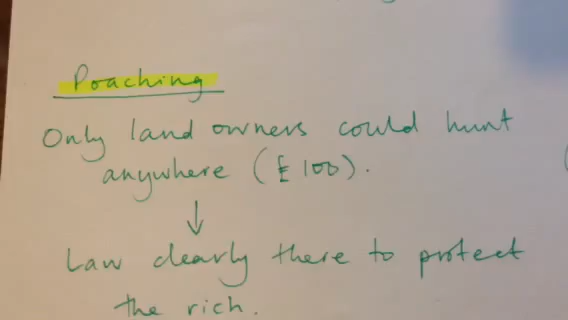 Poaching
Only land owners could hunt
anywhere (£100).
↓
Law clearly there to protect
the rich.